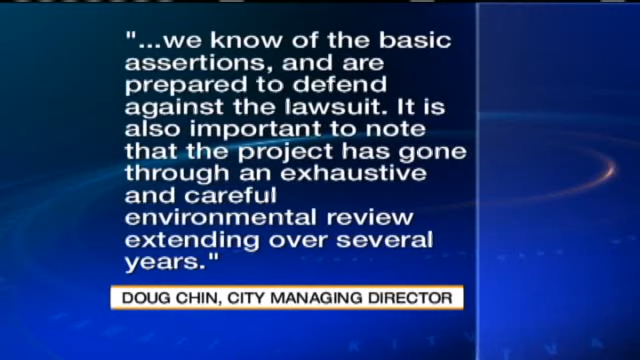 "...we know of the basic
assertions, and are
prepared to defend
against the lawsuit. It is
also important to note
that the project has gone
through an exhaustive
and careful
environmental review
extending over several
years."
DOUG CHIN, CITY MANAGING DIRECTOR